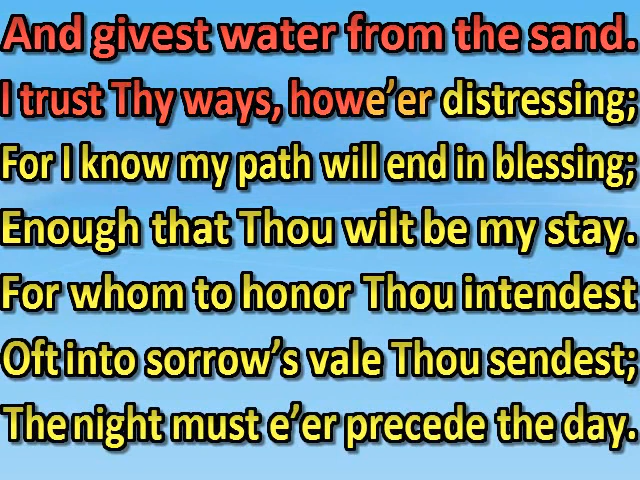 And givest water from the sand.
I trust Thy ways, howe’er distressing;
For I know my path will end in blessing;
Enough that Thou wilt be my stay.
For whom to honor Thou intendest
Oft into sorrow’s vale Thou sendest;
The night must e’er precede the day.